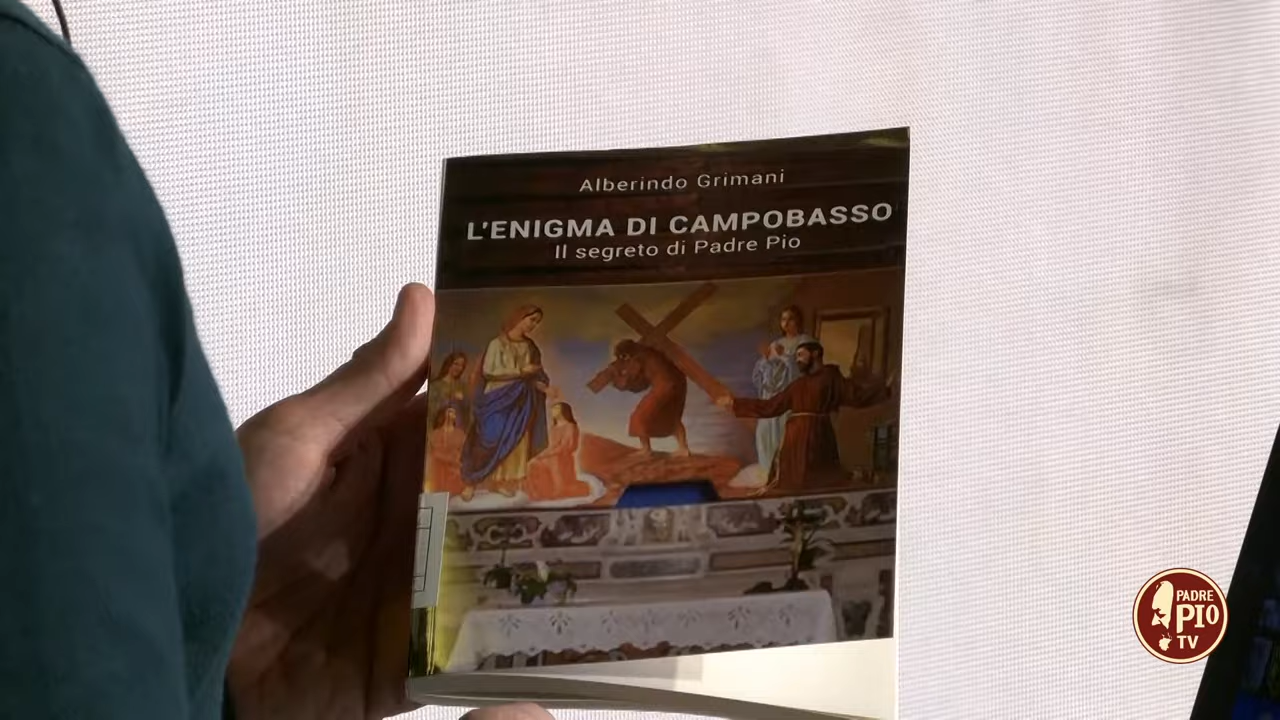 Alberindo Grimani
L'ENIGMA DI CAMPOBASSO
Il segreto di Padre Pio
PADRE
PIO
TV